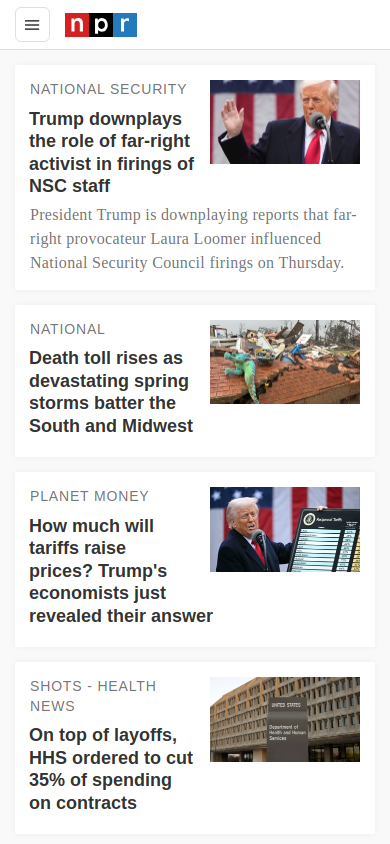 npr
NATIONAL SECURITY
Trump downplays
the role of far-right
activist in firings of
NSC staff
President Trump is downplaying reports that far-
right provocateur Laura Loomer influenced
National Security Council firings on Thursday.
NATIONAL
Death toll rises as
devastating spring
storms batter the
South and Midwest
PLANET MONEY
How much will
tariffs raise
prices? Trump's
economists just
revealed their answer
Reciprocal Tariffs
SHOTS - HEALTH
NEWS
On top of layoffs,
HHS ordered to cut
35% of spending
on contracts
UNITED STATES
Department of
Health and Human
Services